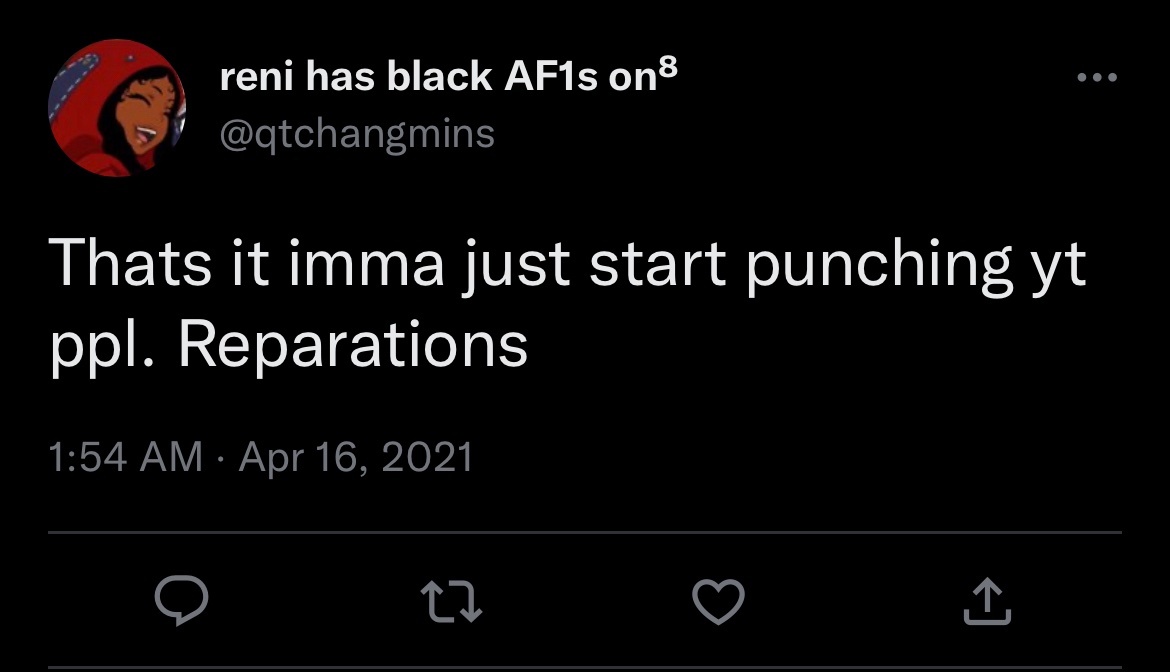 reni has black AF1s on⁸
@qtchangmins
Thats it imma just start punching yt
ppl. Reparations
1:54 AM · Apr 16, 2021